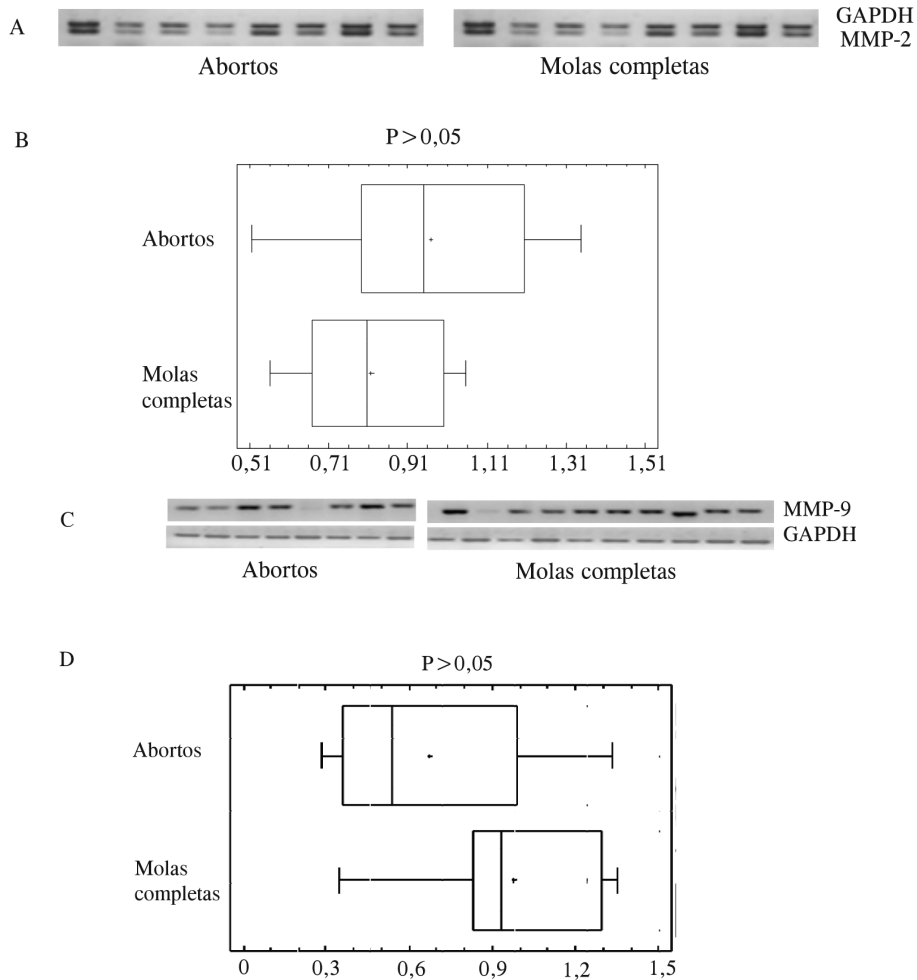 A
GAPDH
MMP-2
Abortos Molas completas
B
P>0,05
Abortos
Molas
completas
0,51 0,71 0,91 1,11 1,31 1,51
C
MMP-9
GAPDH
Abortos Molas completas
D
P>0,05
Abortos
Molas
completas
0 0,3 0,6 0,9 1,2 1,5